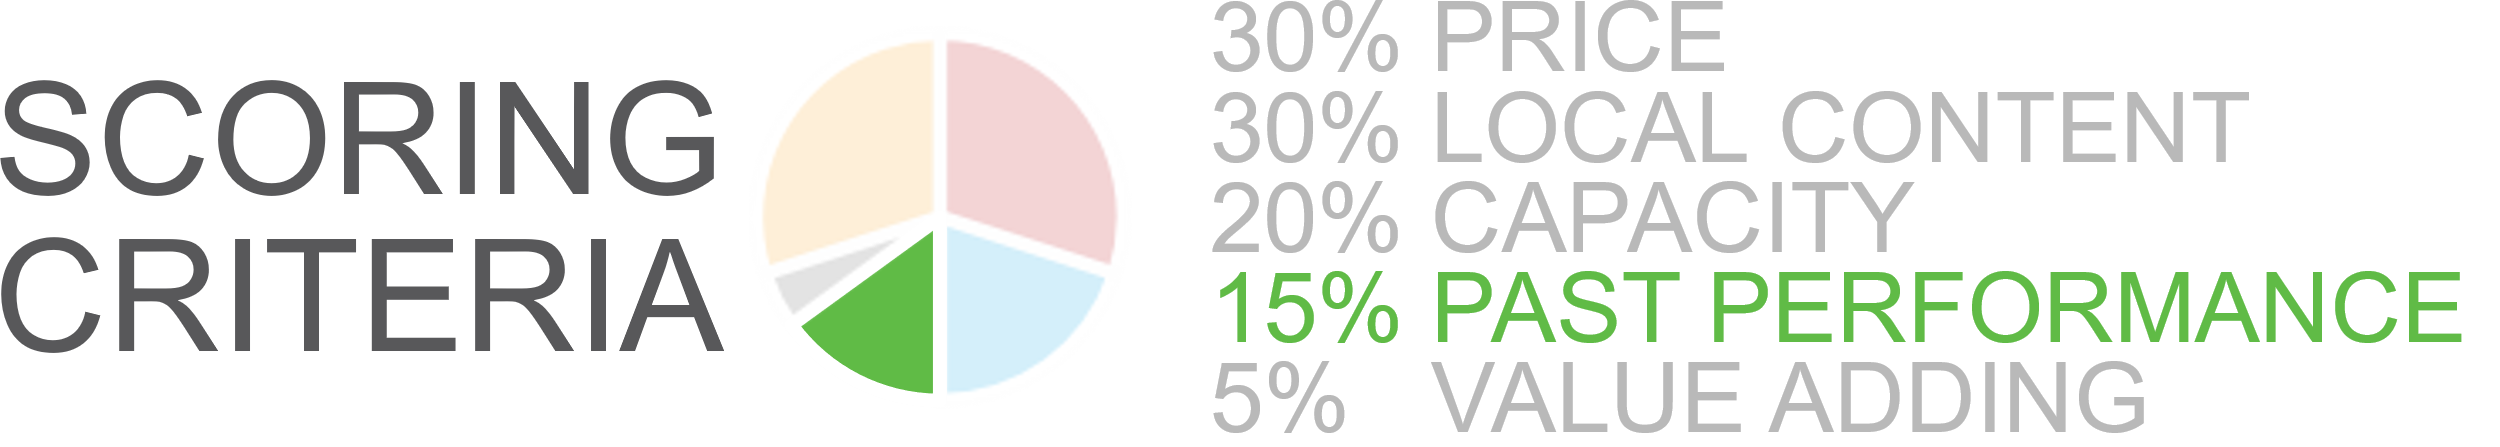 SCORING
CRITERIA
30% PRICE
30% LOCAL CONTENT
20% CAPACITY
15% PAST PERFORMANCE
5% VALUE ADDING